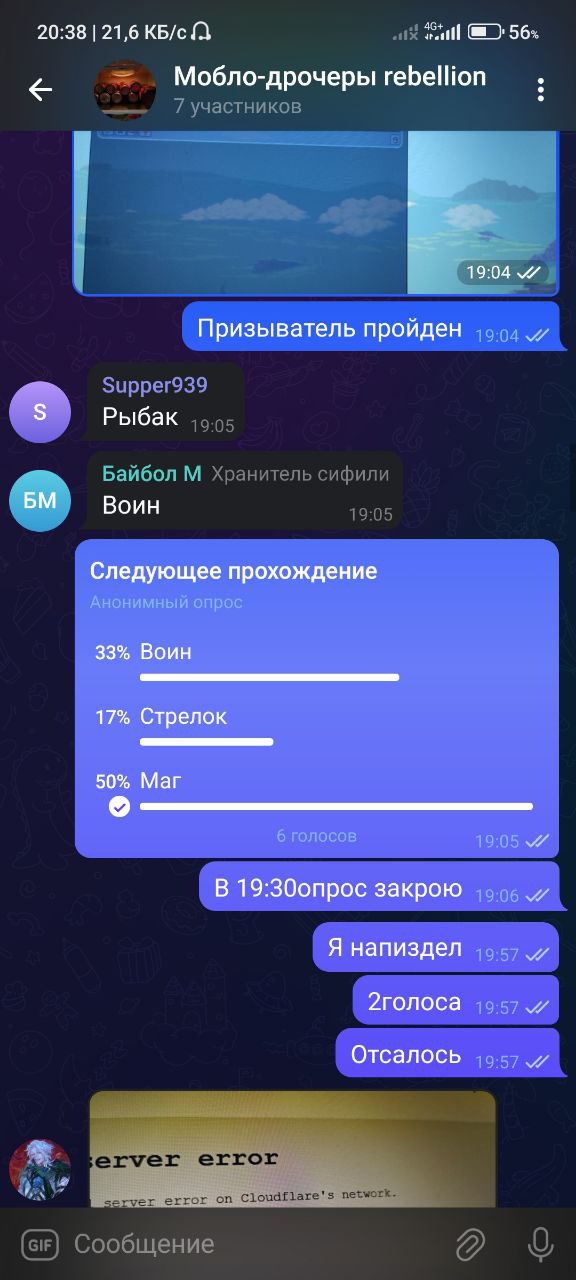 20:38 | 21,6 КБ/с
4G+
56%
Мобло-дрочеры rebellion
7 участников
19:04
Призыватель пройден 19:04
S
Supper939
Рыбак 19:05
БМ
Байбол М Хранитель сифили
Воин 19:05
Следующее прохождение
Анонимный опрос
33% Воин
17% Стрелок
50% Маг
6 голосов 19:05
В 19:30опрос закрою 19:06
Я напиздел 19:57
2голоса 19:57
Отсалось 19:57
server error
server error on Cloudflare's network.
GIF Сообщение